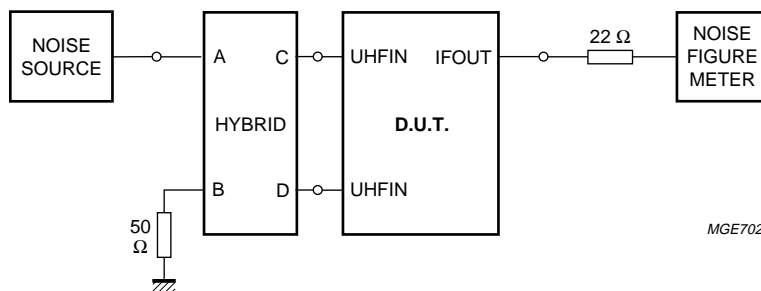 NOISE
SOURCE
A
C
UHFIN
IFOUT
22 Ω
NOISE
FIGURE
METER
HYBRID
D.U.T.
B
D
UHFIN
50
Ω
MGE702